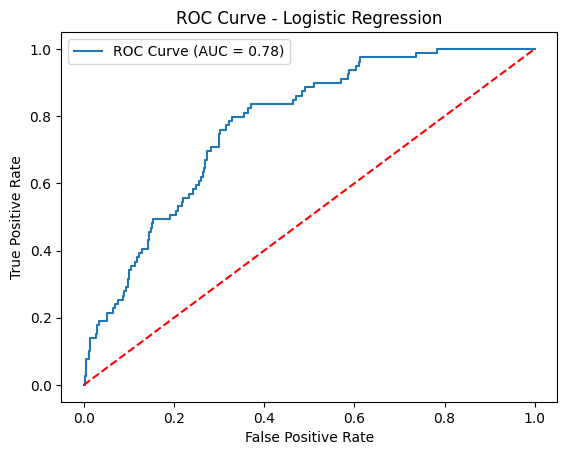 ROC Curve - Logistic Regression
ROC Curve (AUC = 0.78)
1.0
0.8
0.6
0.4
0.2
0.0
True Positive Rate
0.0 0.2 0.4 0.6 0.8 1.0
False Positive Rate